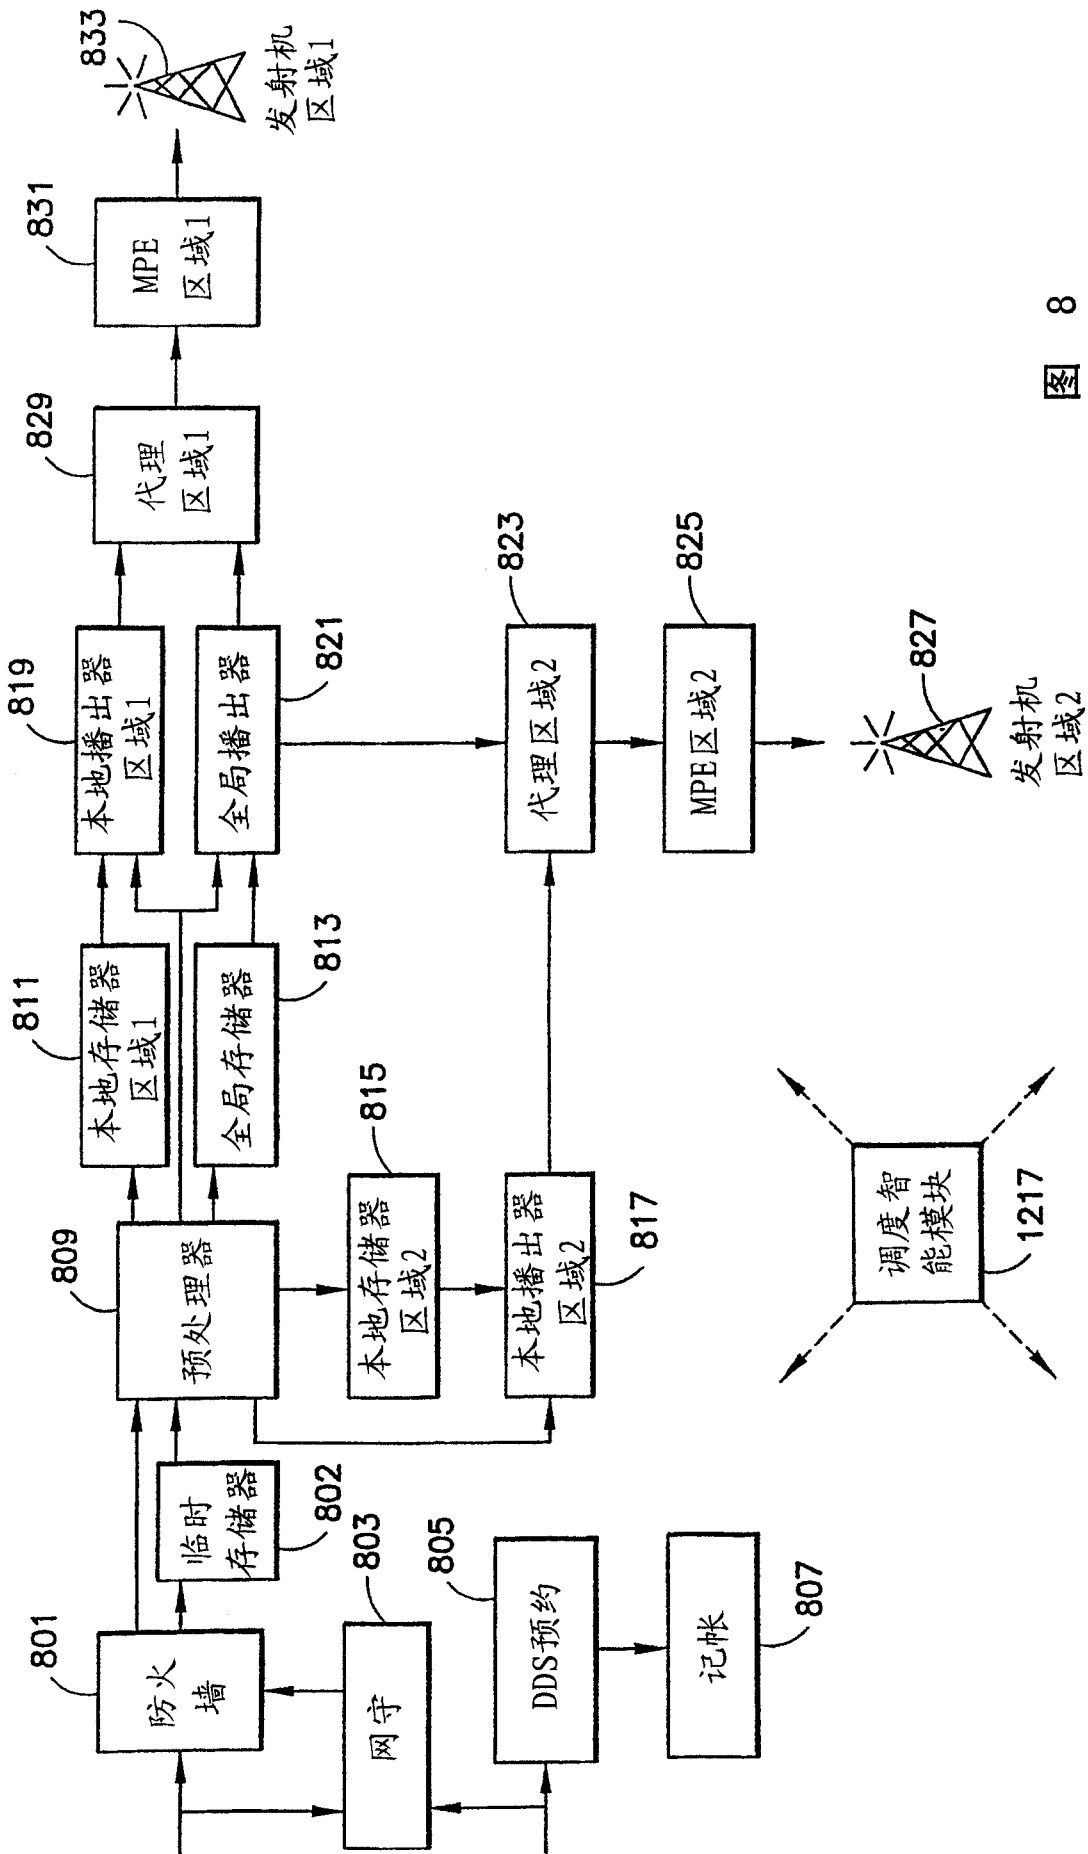 801
防火
墙
802
临时
存储器
803
网守
805
DDS预约
807
记帐
809
预处理器
811
本地存储器
区域1
813
全局存储器
815
本地存储器
区域2
817
本地播出器
区域2
819
本地播出器
区域1
821
全局播出器
823
代理区域2
825
MPE区域2
827
发射机
区域2
829
代理
区域1
831
MPE
区域1
833
发射机
区域1
调度智
能模块
1217
图 8